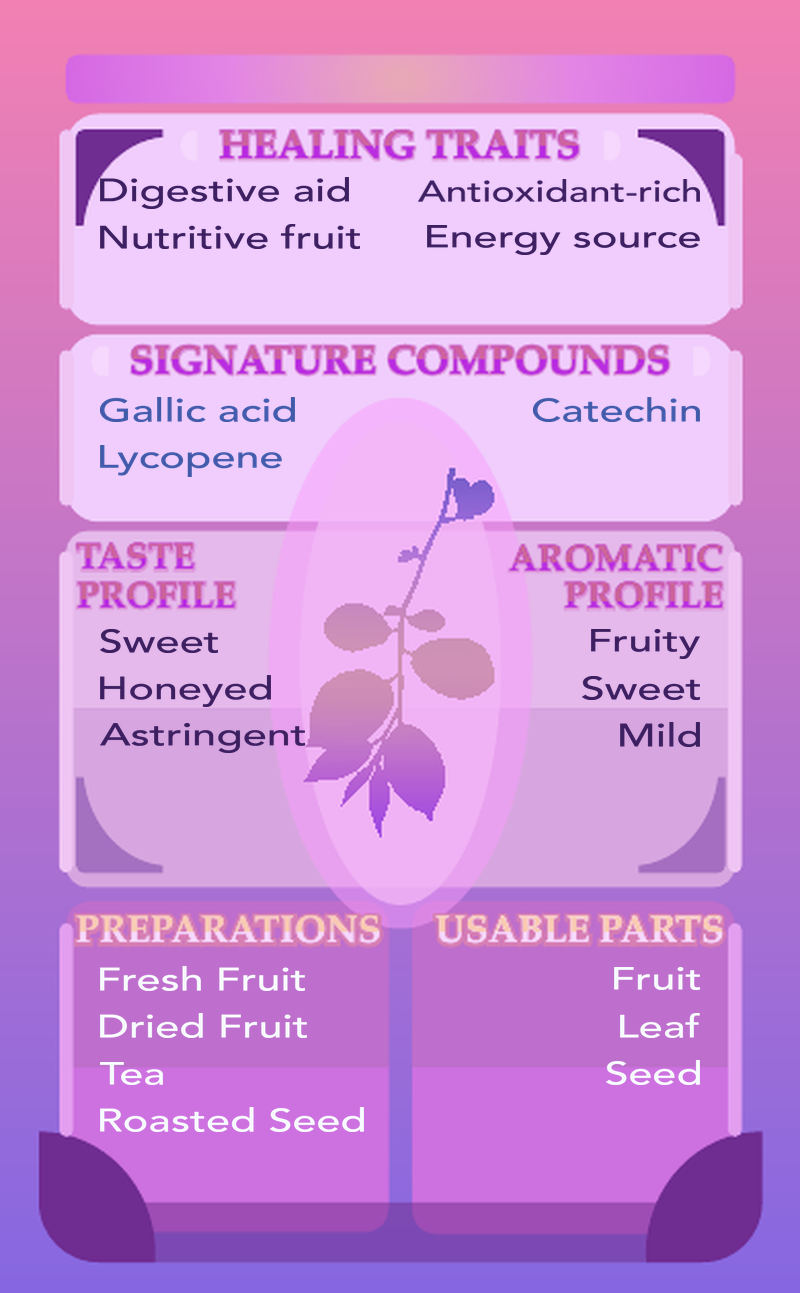 HEALING TRAITS
Digestive aid
Antioxidant-rich
Nutritive fruit
Energy source
SIGNATURE COMPOUNDS
Gallic acid
Catechin
Lycopene
TASTE
PROFILE
Sweet
Honeyed
Astringent
AROMATIC
PROFILE
Fruity
Sweet
Mild
PREPARATIONS
Fresh Fruit
Dried Fruit
Tea
Roasted Seed
USABLE PARTS
Fruit
Leaf
Seed